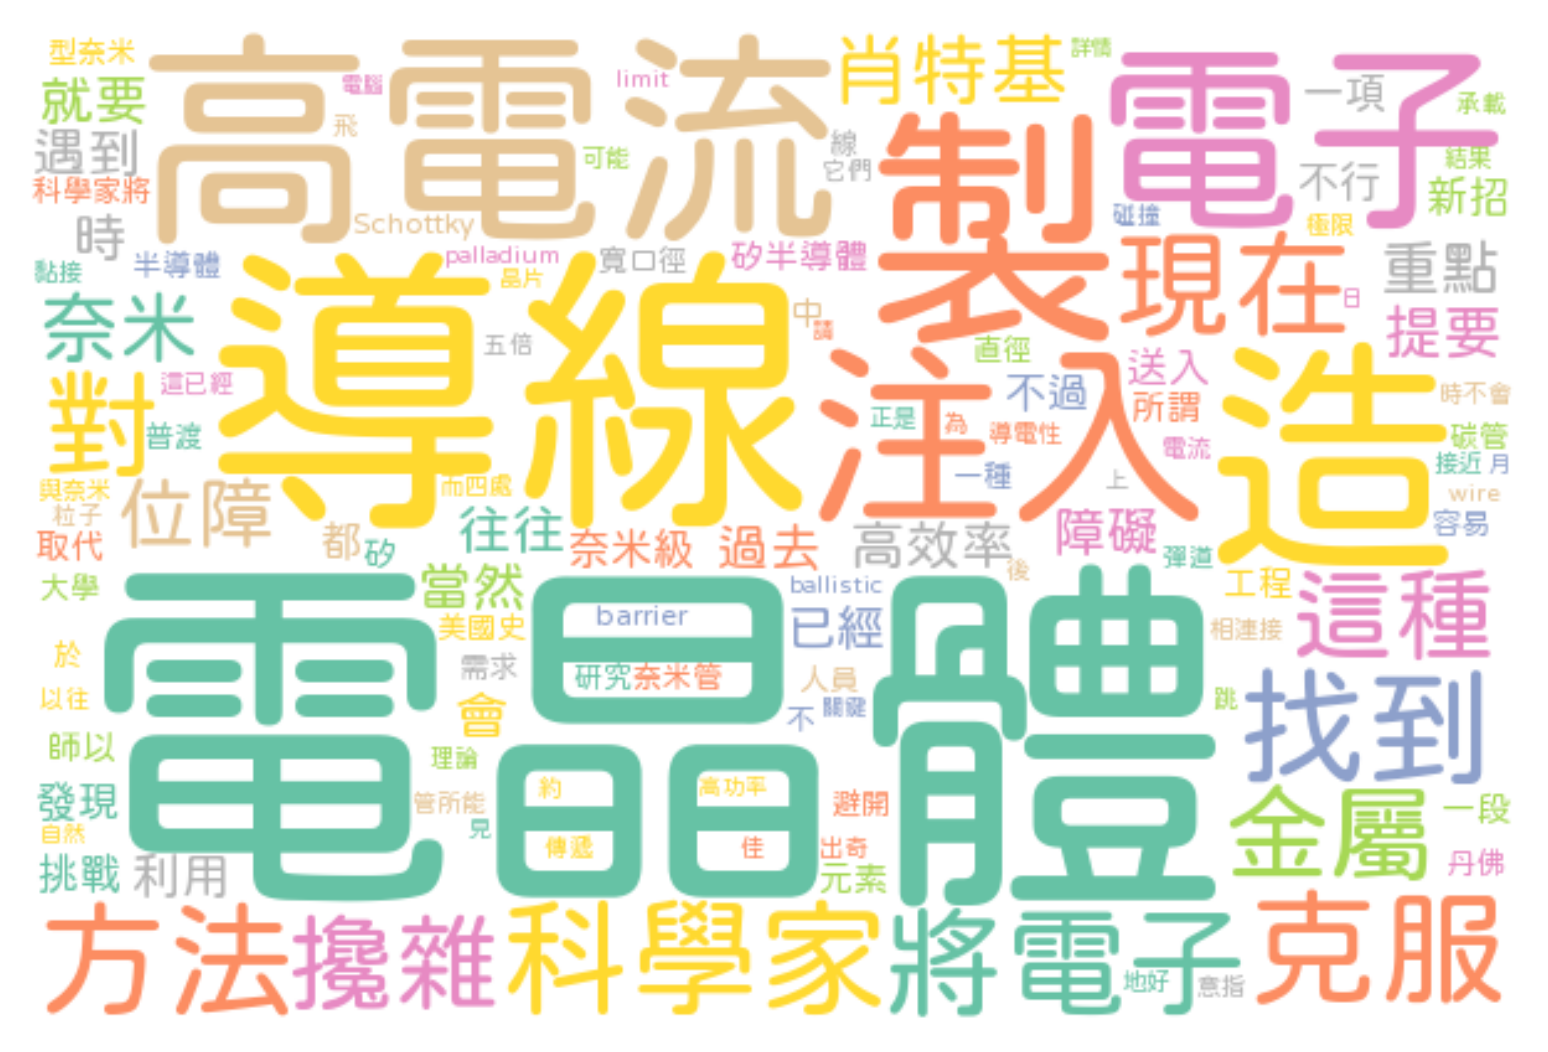 型奈米
就要
遇到
科學家將
時
黏接
半導體
高電流
電腦
飛
limit
可能
Schottky
palladium
晶片
寬口徑
線
它們
矽半導體
肖特基
詳情
電子
一項
承載
結果
不行
新招
碰撞
極限
製
現在
重點
日
提要
奈米
導線
五倍
中
請
直徑
送入
不過
所謂
注入
造
時不會
對
這已經
普渡
正是
為
導電性
電流
碳管
接近
月
一種
上
wire
容易
與奈米
粒子
取代
位障
而四處
都
矽
往往
奈米級
過去
高效率
障礙
彈道
後
工程
這種
大學
當然
美國史
電晶體
barrier
ballistic
已經
相連接
於
以往
需求
研究
奈米管
人員
會
不
關鍵
跳
找到
師以
理論
發現
管所能
見
約
高功率
避開
自然
傳遞
佳
出奇
元素
金屬
一段
丹佛
挑戰
利用
方法
攙雜
科學家
將電子
地好
意指
克服